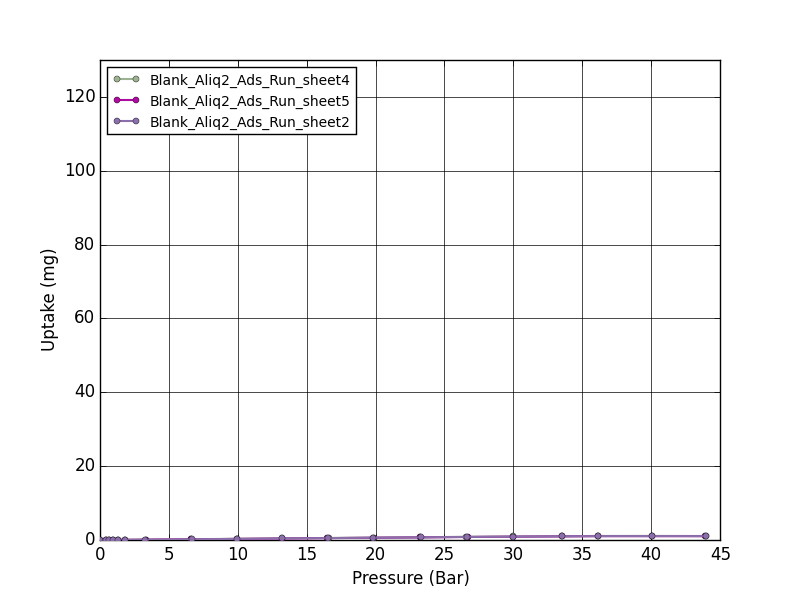 Blank_Aliq2_Ads_Run_sheet4
Blank_Aliq2_Ads_Run_sheet5
Blank_Aliq2_Ads_Run_sheet2
120
100
80
60
40
20
0
Uptake (mg)
0 5 10 15 20 25 30 35 40 45
Pressure (Bar)